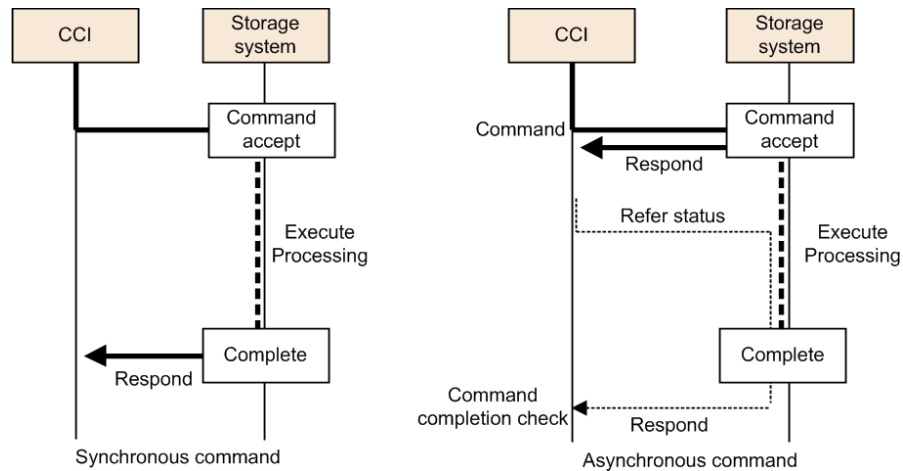 CCI
Storage
system
Command
accept
Execute
Processing
Complete
Respond
Synchronous command
CCI
Storage
system
Command
Command
accept
Respond
Refer status
Execute
Processing
Complete
Command
completion check
Respond
Asynchronous command